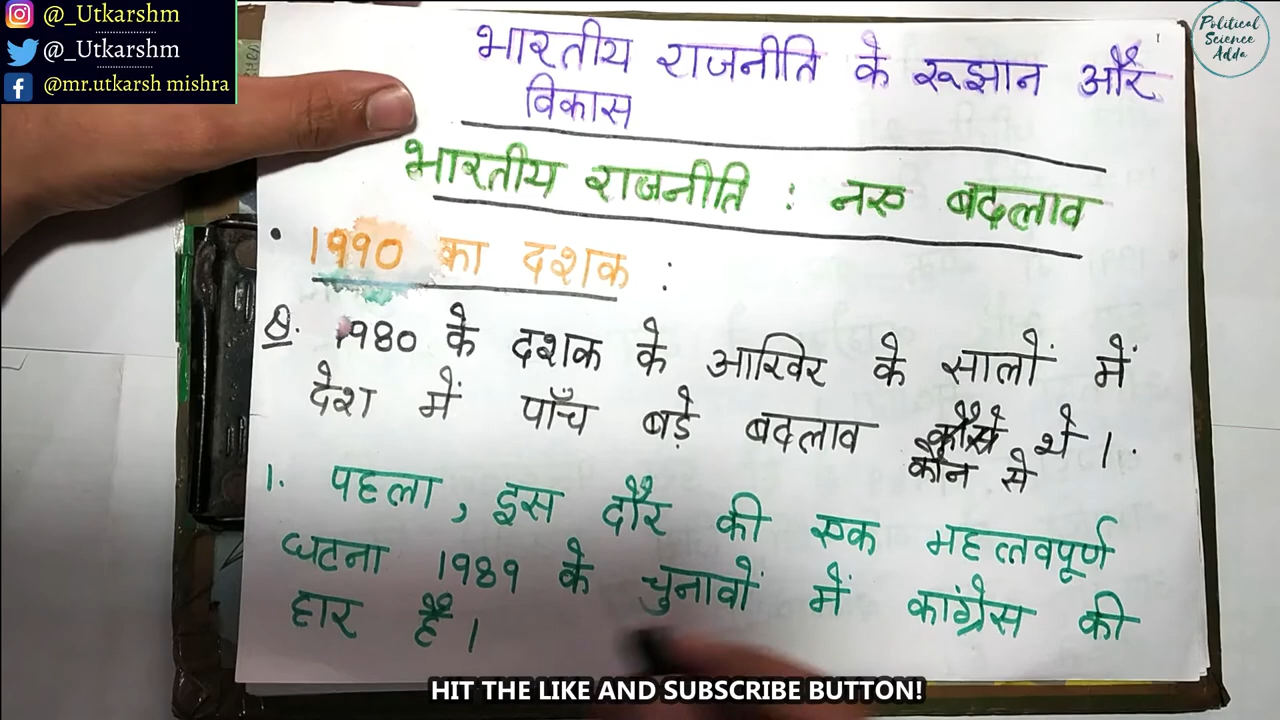 @_Utkarshm
@_Utkarshm
@mr.utkarsh mishra
Political
Science
Adda
1
भारतीय राजनीति के रूझान और
विकास
भारतीय राजनीति : नए बदलाव
• 1990 का दशक :
Q. 1980 के दशक के आखिर के सालों में
देश में पाँच बड़े बदलाव थे ।
कौन से
1. पहला, इस दौर की एक महत्त्वपूर्ण
घटना 1989 के चुनावों में कांग्रेस की
हार है ।
HIT THE LIKE AND SUBSCRIBE BUTTON!